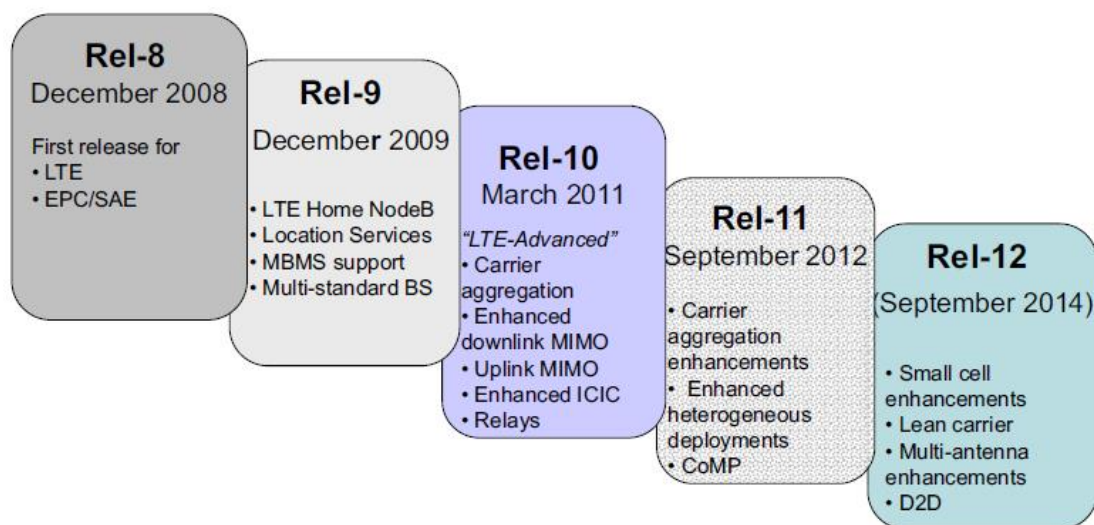 Rel-8
December 2008
First release for
• LTE
• EPC/SAE
Rel-9
December 2009
• LTE Home NodeB
• Location Services
• MBMS support
• Multi-standard BS
Rel-10
March 2011
“LTE-Advanced”
• Carrier
aggregation
• Enhanced
downlink MIMO
• Uplink MIMO
• Enhanced ICIC
• Relays
Rel-11
September 2012
• Carrier
aggregation
enhancements
• Enhanced
heterogeneous
deployments
• CoMP
Rel-12
(September 2014)
• Small cell
enhancements
• Lean carrier
• Multi-antenna
enhancements
• D2D